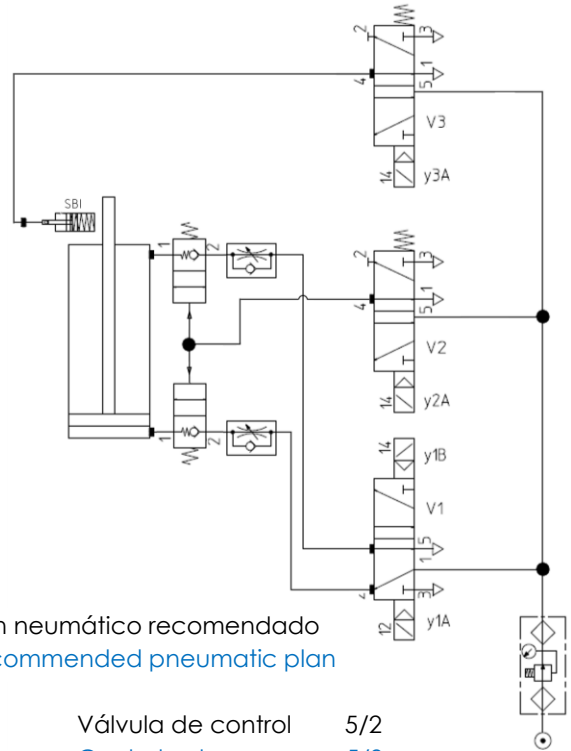 2
3
1
4
5
V3
14
y3A
SBI
1
2
2
3
1
4
5
V2
14
y2A
1
2
14
y1B
V1
5
1
4
3
12
y1A
n neumático recomendado
commended pneumatic plan
Válvula de control 5/2